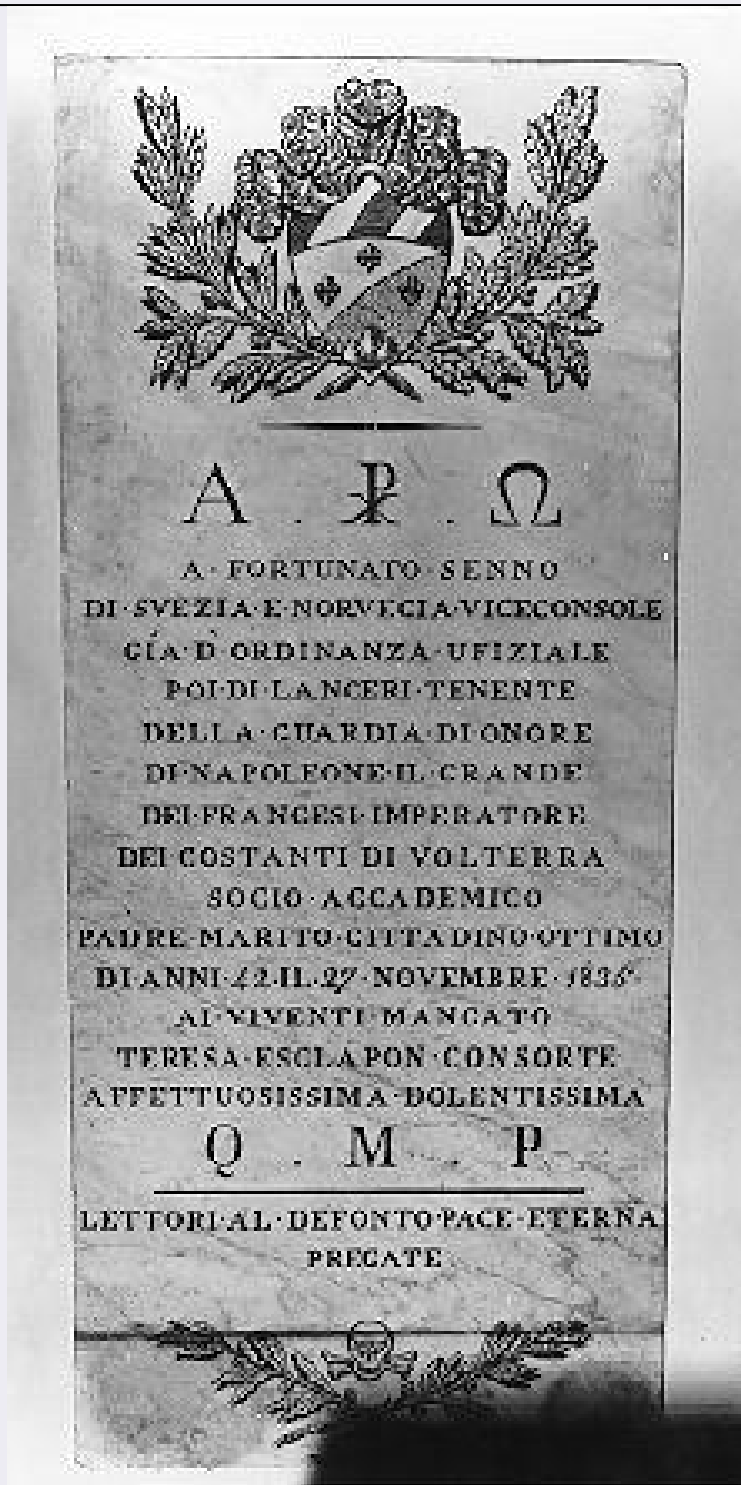 Α . ☧ . Ω
A · FORTUNATO · SENNO
DI · SVEZIA · E · NORVEGIA · VICECONSOLE
GÍA · D' ORDINANZA · UFIZIALE
POI · DI · LANCERI · TENENTE
DELLA · GUARDIA · DI ONORE
DI · NAPOLEONE · IL · GRANDE
DEI · FRANCESI · IMPERATORE
DEI COSTANTI DI VOLTERRA
SOCIO · ACCADEMICO
PADRE · MARITO · CITTADINO · OTTIMO
DI · ANNI · 42 · IL · 27 · NOVEMBRE ·
AI · VIVENTI · MANCATO
TERESA · ESCLAPON · CONSORTE
AFFETTUOSISSIMA · DOLENTISSIMA
Q . M . P.
LETTORI · AL · DEFONTO · PACE · ETERNA
PREGATE